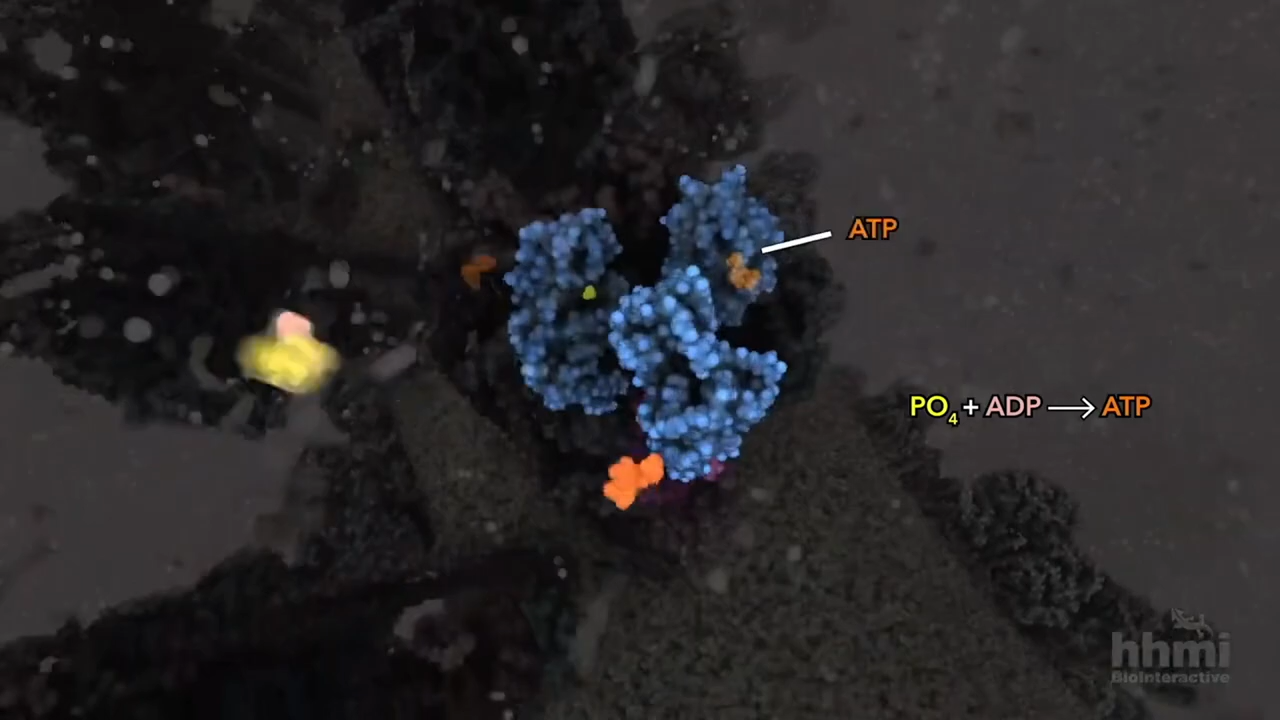 ATP
PO₄ + ADP → ATP
hhmi
BioInteractive